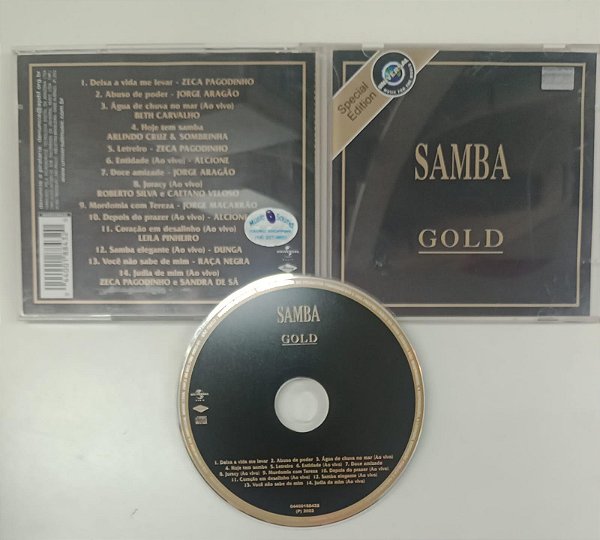 1. Deixa a vida me levar - ZECA PAGODINHO
2. Abuso de poder - JORGE ARAGÃO
3. Água de chuva no mar (Ao vivo)
BETH CARVALHO
4. Hoje tem samba
ARLINDO CRUZ & SOMBRINHA
5. Letreiro - ZECA PAGODINHO
6. Entidade (Ao vivo) - ALCIONE
7. Doce amizade - JORGE ARAGÃO
8. Juracy (Ao vivo)
ROBERTO SILVA e CAETANO VELOSO
9. Mordomia com Tereza - JORGE MACARRÃO
10. Depois do prazer (Ao vivo) - ALCIONE
11. Coração em desalinho (Ao vivo)
LEILA PINHEIRO
12. Samba elegante (Ao vivo) - DUNGA
13. Você não sabe de mim - RAÇA NEGRA
14. Judia de mim (Ao vivo)
ZECA PAGODINHO e SANDRA DE SÁ
Special
Edition
SAMBA
GOLD
SAMBA
GOLD
1. Deixa a vida me levar 2. Abuso de poder 3. Água de chuva no mar (Ao vivo)
4. Hoje tem samba 5. Letreiro 6. Entidade (Ao vivo) 7. Doce amizade
8. Juracy (Ao vivo) 9. Mordomia com Tereza 10. Depois do prazer (Ao vivo)
11. Coração em desalinho (Ao vivo) 12. Samba elegante (Ao vivo)
13. Você não sabe de mim 14. Judia de mim (Ao vivo)
(P) 2002